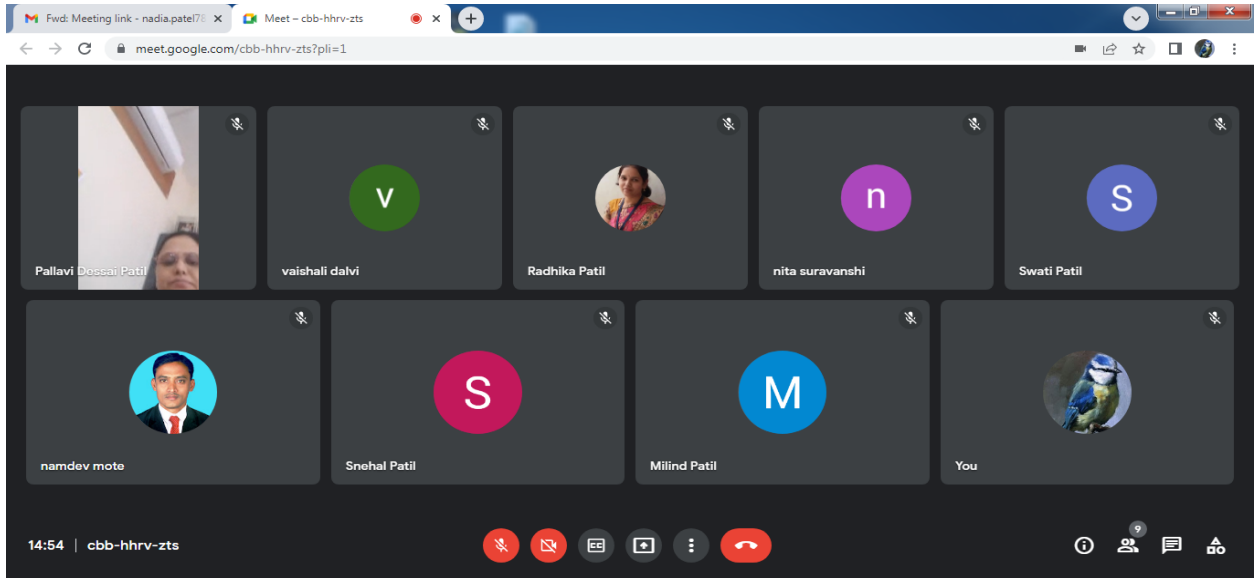 Fwd: Meeting link - nadia.patel78
Meet – cbb-hhrv-zts
meet.google.com/cbb-hhrv-zts?pli=1
Pallavi Dessai Patil
v
vaishali dalvi
Radhika Patil
n
nita suravanshi
S
Swati Patil
namdev mote
S
Snehal Patil
M
Milind Patil
You
14:54 | cbb-hhrv-zts
CC
9